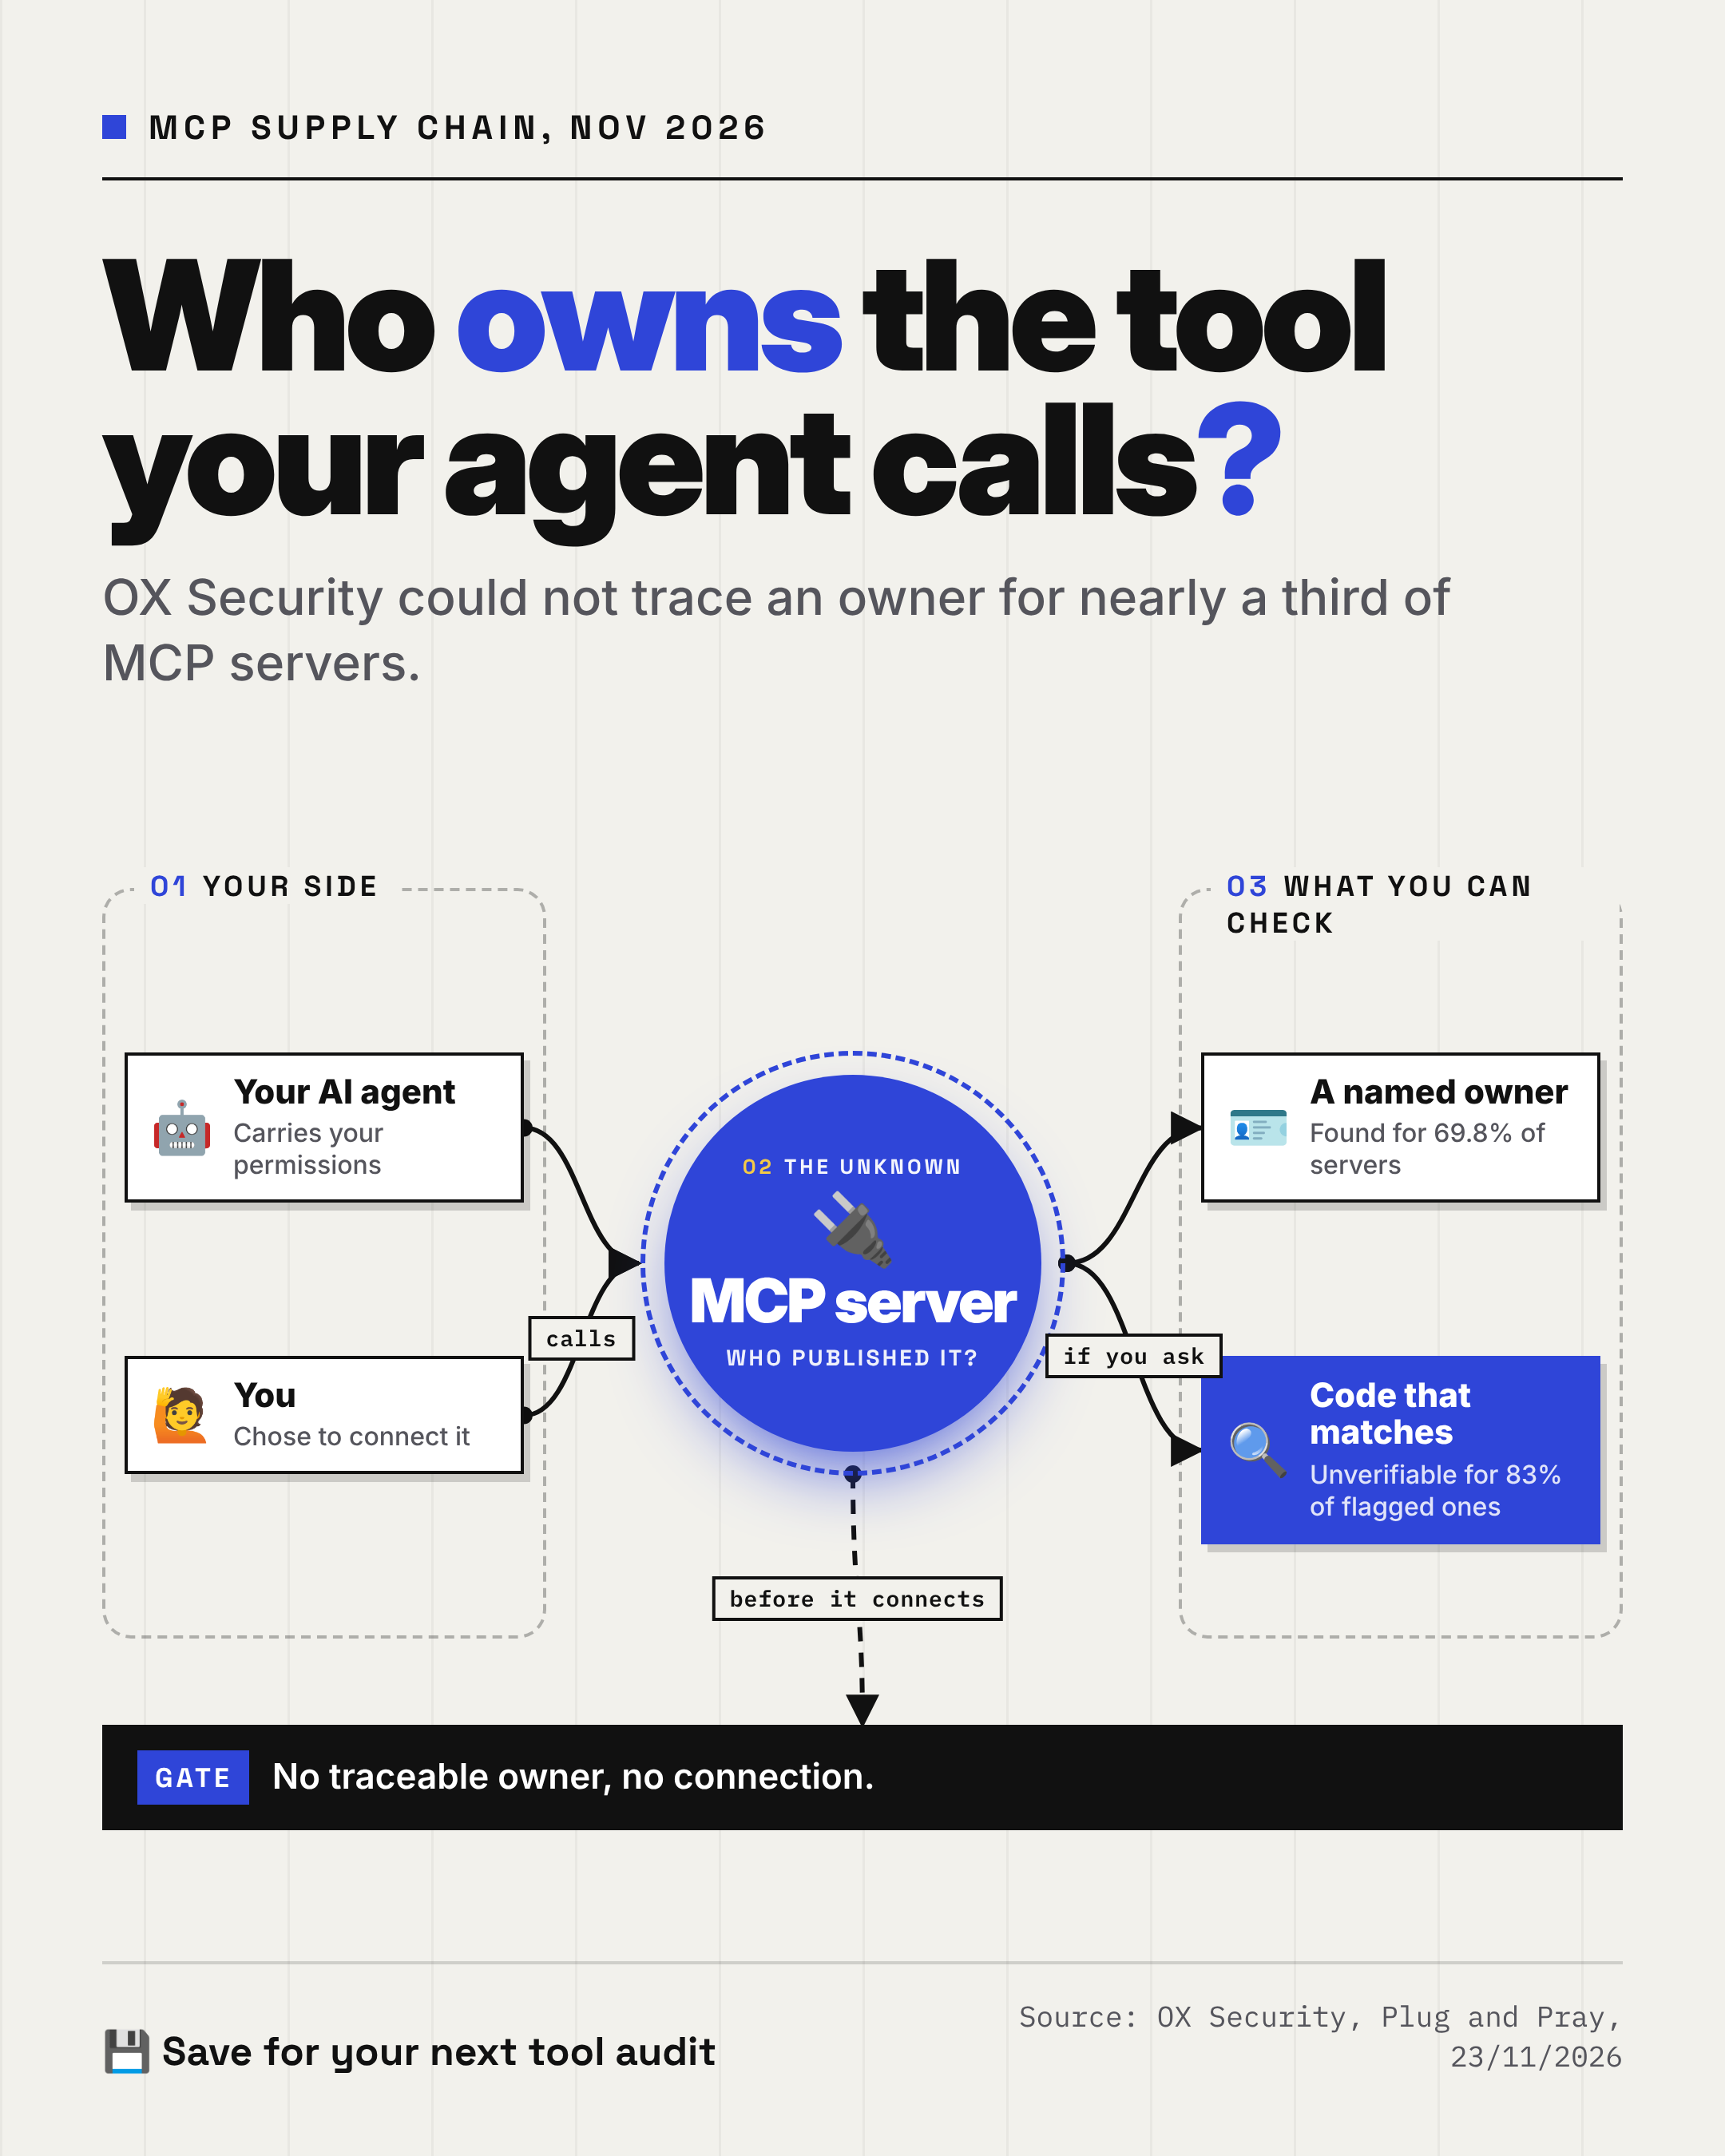 MCP SUPPLY CHAIN, NOV 2026
Who owns the tool
your agent calls?
OX Security could not trace an owner for nearly a third of
MCP servers.
01 YOUR SIDE
Your AI agent
Carries your
permissions
You
Chose to connect it
calls
02 THE UNKNOWN
MCP server
WHO PUBLISHED IT?
if you ask
before it connects
03 WHAT YOU CAN
CHECK
A named owner
Found for 69.8% of
servers
Code that
matches
Unverifiable for 83%
of flagged ones
GATE No traceable owner, no connection.
Save for your next tool audit
Source: OX Security, Plug and Pray,
23/11/2026